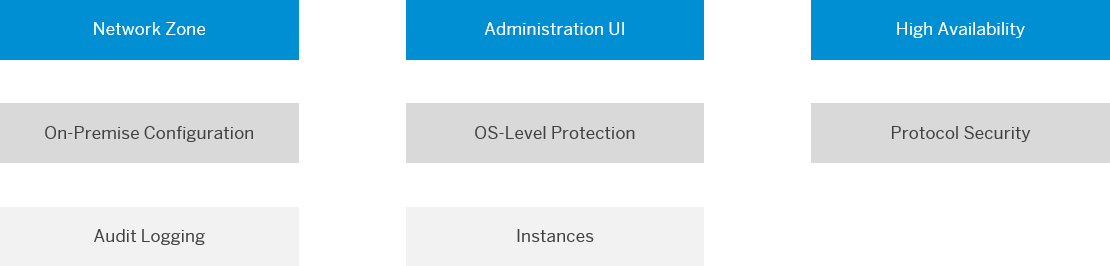 Network Zone
Administration UI
High Availability
On-Premise Configuration
OS-Level Protection
Protocol Security
Audit Logging
Instances